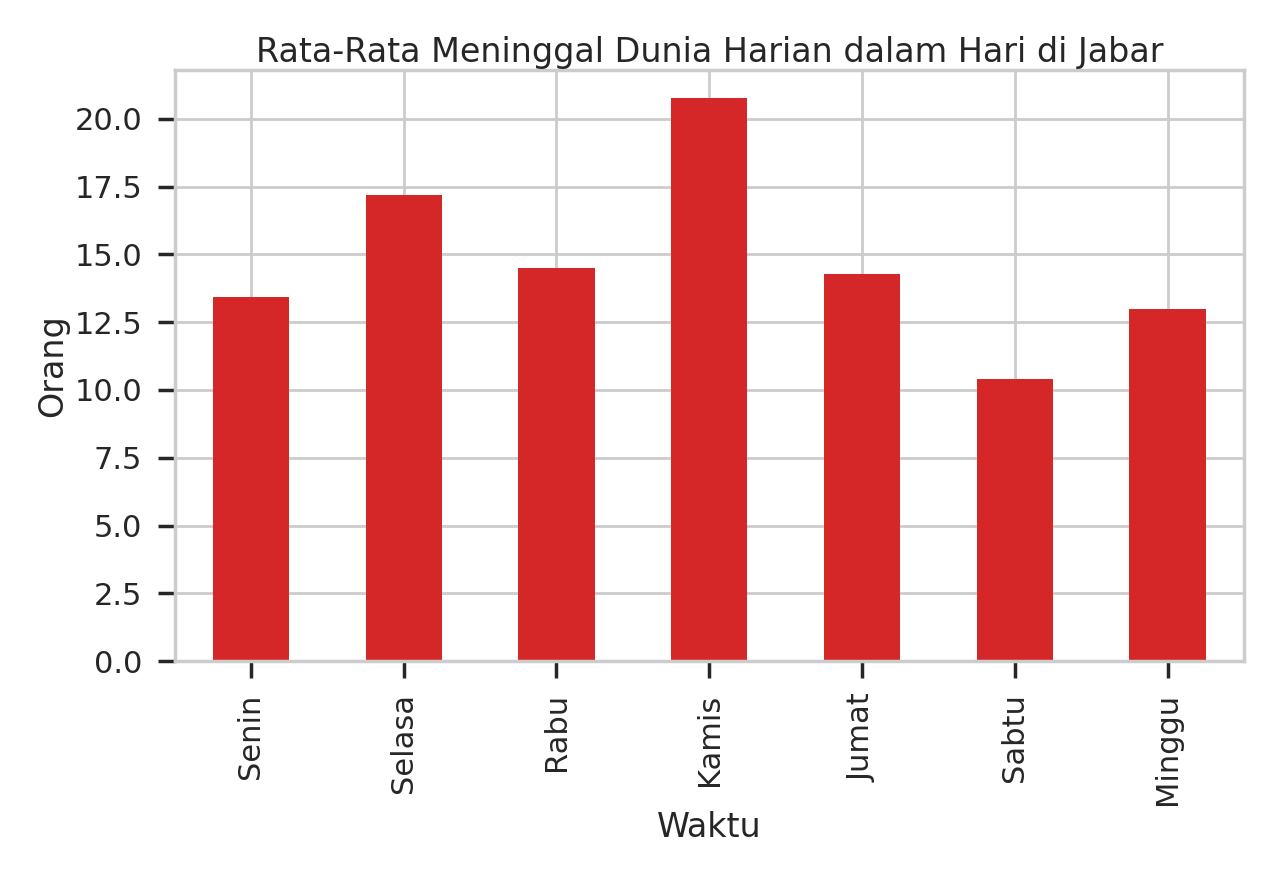 Rata-Rata Meninggal Dunia Harian dalam Hari di Jabar
20.0
17.5
15.0
12.5
10.0
7.5
5.0
2.5
0.0
Orang
Senin
Selasa
Rabu
Kamis
Jumat
Sabtu
Minggu
Waktu